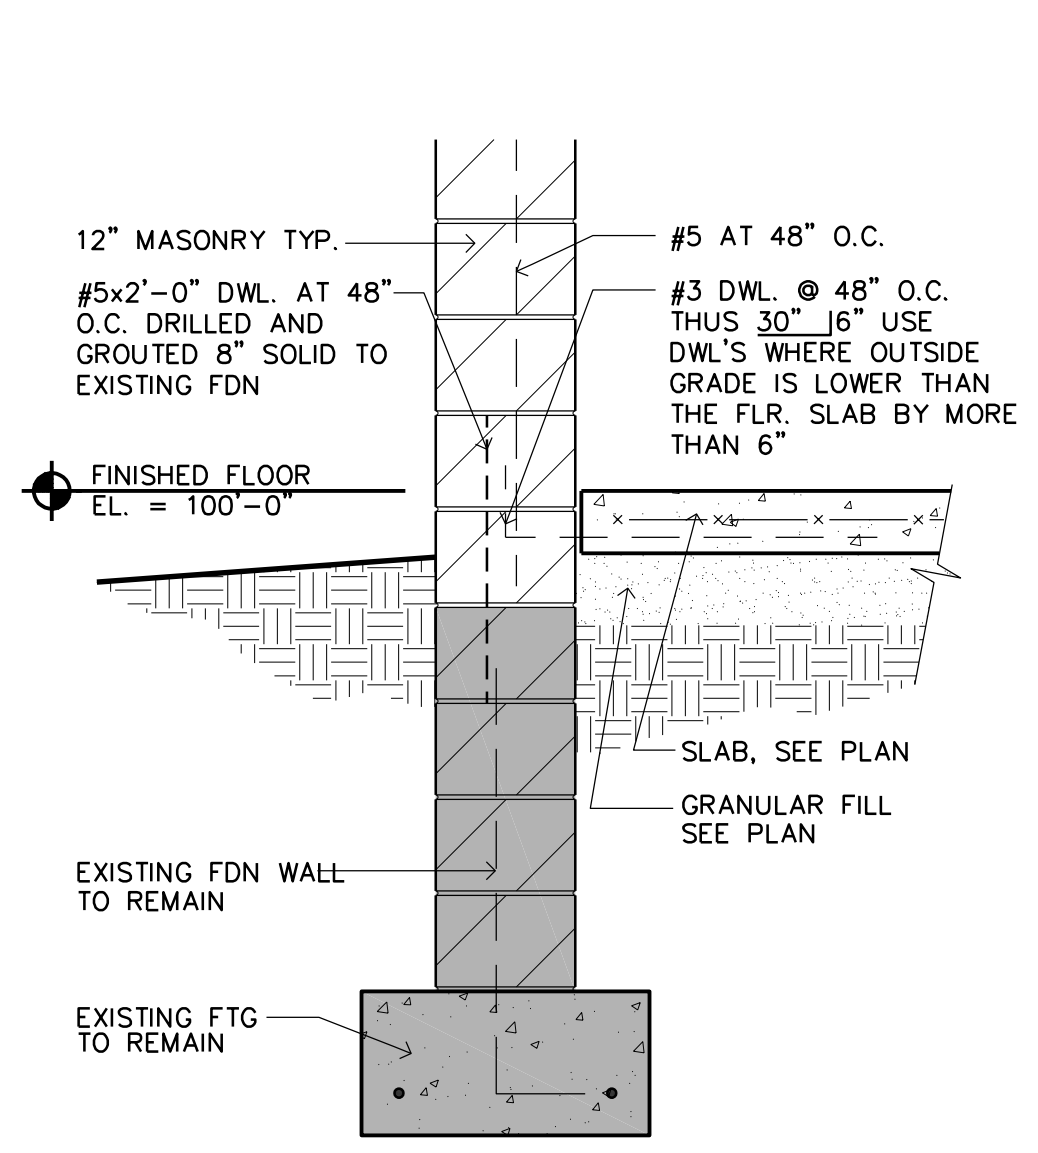 12" MASONRY TYP.
#5x2'-0" DWL. AT 48"
O.C. DRILLED AND
GROUTED 8" SOLID TO
EXISTING FDN
FINISHED FLOOR
EL. = 100'-0"
#5 AT 48" O.C.
#3 DWL. @ 48" O.C.
THUS 30" 6" USE
DWL'S WHERE OUTSIDE
GRADE IS LOWER THAN
THE FLR. SLAB BY MORE
THAN 6"
SLAB, SEE PLAN
GRANULAR FILL
SEE PLAN
EXISTING FDN WALL
TO REMAIN
EXISTING FTG
TO REMAIN